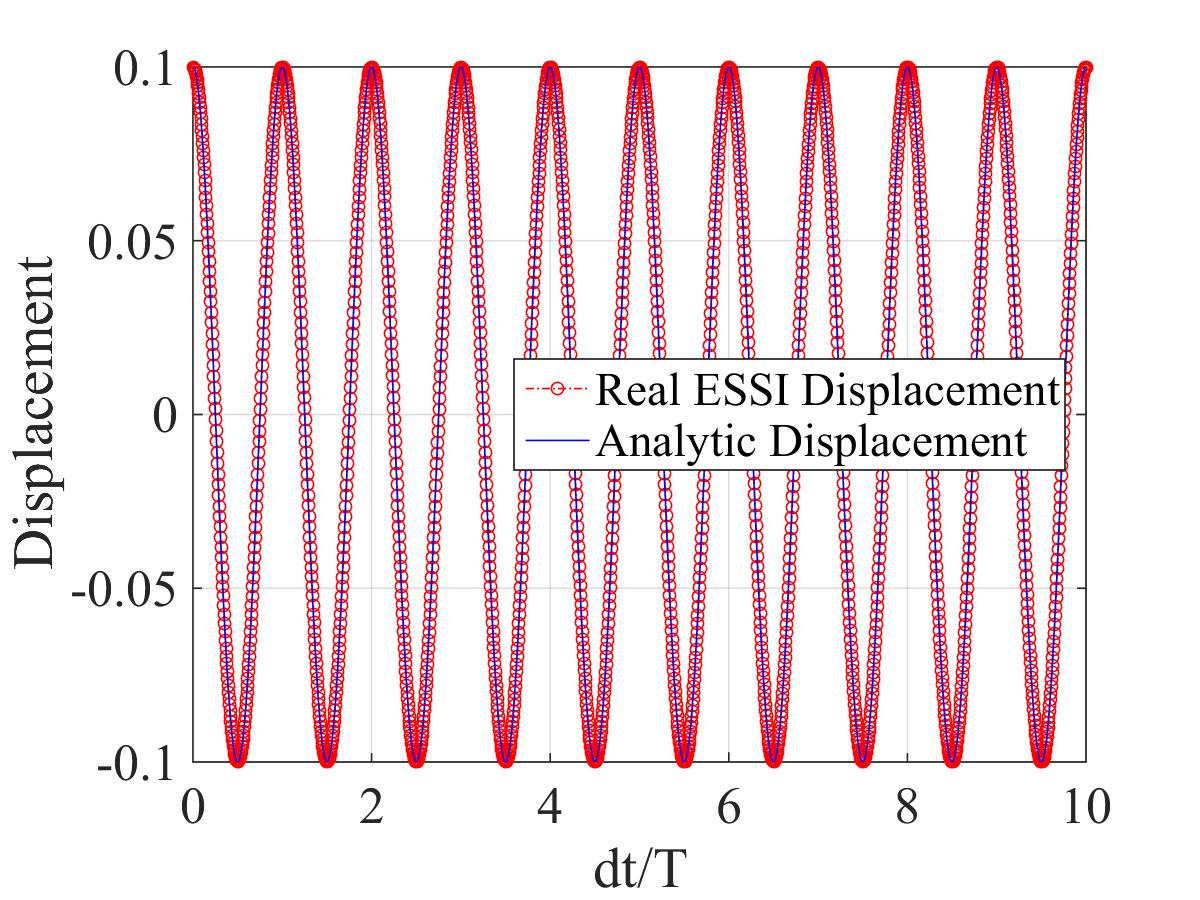 0.1
0.05
0
-0.05
-0.1
Displacement
Real ESSI Displacement
Analytic Displacement
0 2 4 6 8 10
dt/T